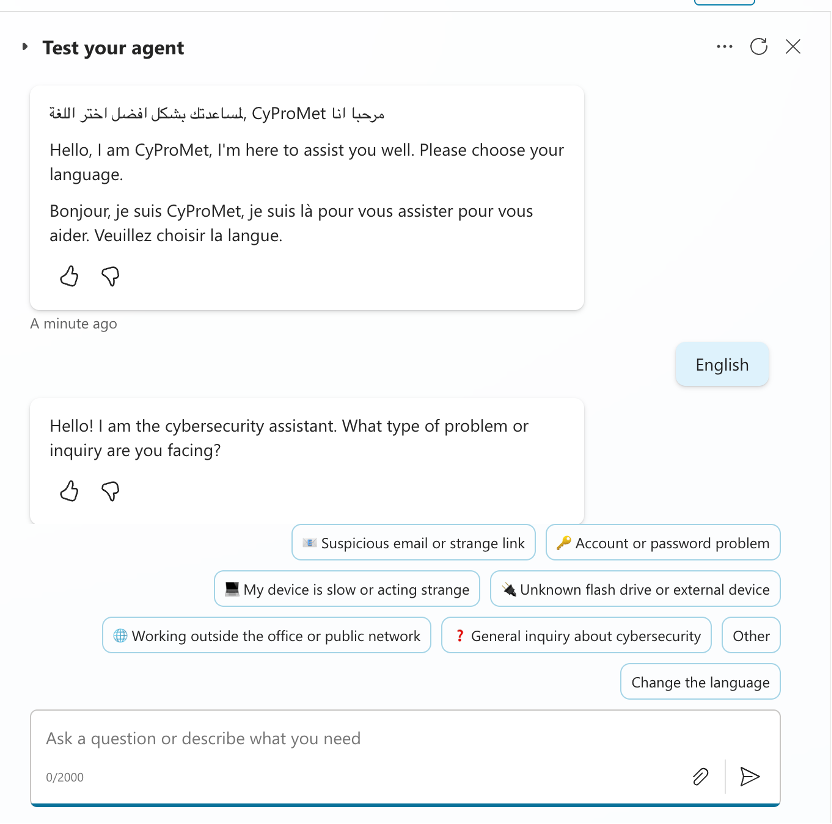 Test your agent
مرحبا انا CyProMet ,لمساعدتك بشكل افضل اختر اللغة
Hello, I am CyProMet, I'm here to assist you well. Please choose your
language.
Bonjour, je suis CyProMet, je suis là pour vous assister pour vous
aider. Veuillez choisir la langue.
A minute ago
English
Hello! I am the cybersecurity assistant. What type of problem or
inquiry are you facing?
📧 Suspicious email or strange link
🔑 Account or password problem
💻 My device is slow or acting strange
🔌 Unknown flash drive or external device
🌐 Working outside the office or public network
❓ General inquiry about cybersecurity
Other
Change the language
Ask a question or describe what you need
0/2000